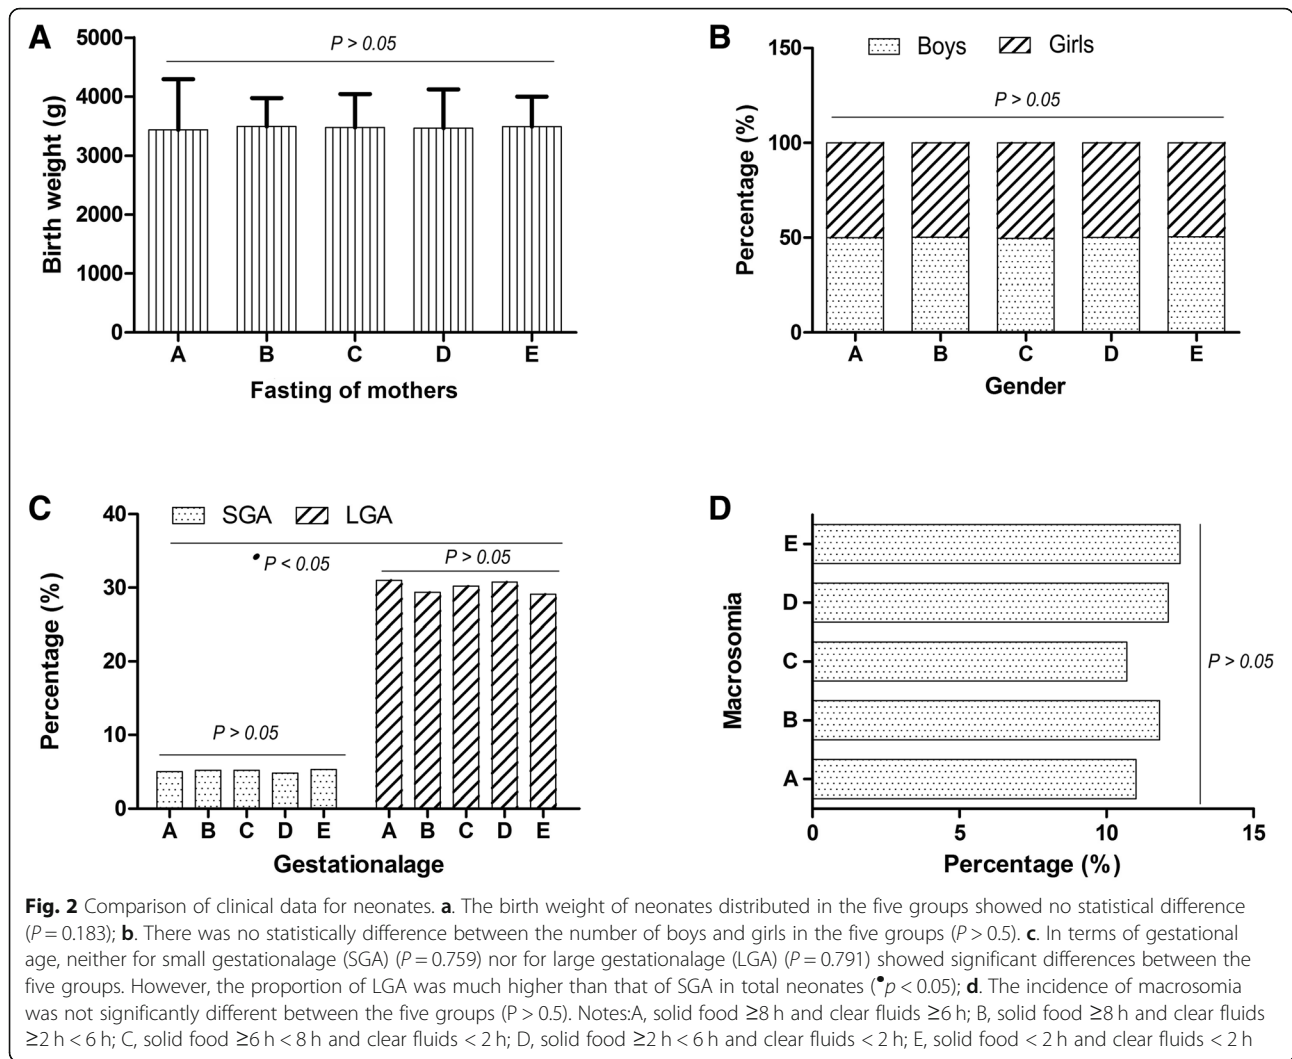 A
5000
4000
3000
2000
1000
0
Birth weight (g)
P > 0.05
A B C D E
Fasting of mothers
B
Boys Girls
150
100
50
0
Percentage (%)
P > 0.05
A B C D E
Gender
C
SGA LGA
40
30
20
10
0
Percentage (%)
•P < 0.05
P > 0.05
P > 0.05
A B C D E A B C D E
Gestationalage
D
E
D
C
B
A
Macrosomia
P > 0.05
0 5 10 15
Percentage (%)
Fig. 2 Comparison of clinical data for neonates. a. The birth weight of neonates distributed in the five groups showed no statistical difference
(P = 0.183); b. There was no statistically difference between the number of boys and girls in the five groups (P > 0.5). c. In terms of gestational
age, neither for small gestationalage (SGA) (P = 0.759) nor for large gestationalage (LGA) (P = 0.791) showed significant differences between the
five groups. However, the proportion of LGA was much higher than that of SGA in total neonates (•p < 0.05); d. The incidence of macrosomia
was not significantly different between the five groups (P > 0.5). Notes:A, solid food ≥8 h and clear fluids ≥6 h; B, solid food ≥8 h and clear fluids
≥2 h < 6 h; C, solid food ≥6 h < 8 h and clear fluids < 2 h; D, solid food ≥2 h < 6 h and clear fluids < 2 h; E, solid food < 2 h and clear fluids < 2 h